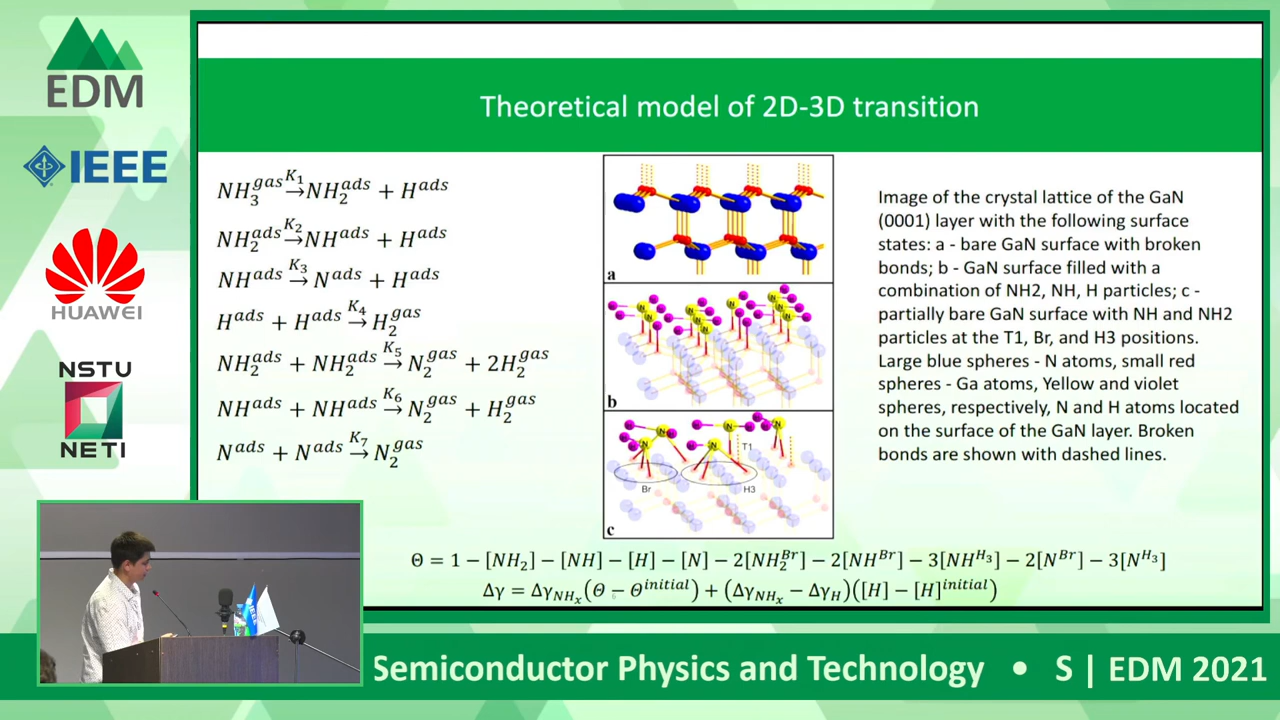 EDM
IEEE
HUAWEI
NSTU
NETI
Theoretical model of 2D-3D transition
NH₃^gas →^K₁ NH₂^ads + H^ads
NH₂^ads →^K₂ NH^ads + H^ads
NH^ads →^K₃ N^ads + H^ads
H^ads + H^ads →^K₄ H₂^gas
NH₂^ads + NH₂^ads →^K₅ N₂^gas + 2H₂^gas
NH^ads + NH^ads →^K₆ N₂^gas + H₂^gas
N^ads + N^ads →^K₇ N₂^gas
a
b
T1
Br
H3
c
Image of the crystal lattice of the GaN
(0001) layer with the following surface
states: a - bare GaN surface with broken
bonds; b - GaN surface filled with a
combination of NH2, NH, H particles; c -
partially bare GaN surface with NH and NH2
particles at the T1, Br, and H3 positions.
Large blue spheres - N atoms, small red
spheres - Ga atoms, Yellow and violet
spheres, respectively, N and H atoms located
on the surface of the GaN layer. Broken
bonds are shown with dashed lines.
Θ = 1 − [NH₂] − [NH] − [H] − [N] − 2[NH₂^Br] − 2[NH^Br] − 3[NH^H₃] − 2[N^Br] − 3[N^H₃]
Δγ = Δγ_NHₓ(Θ − Θ^initial) + (Δγ_NHₓ − Δγ_H)([H] − [H]^initial)
IEEE
Semiconductor Physics and Technology • S | EDM 2021